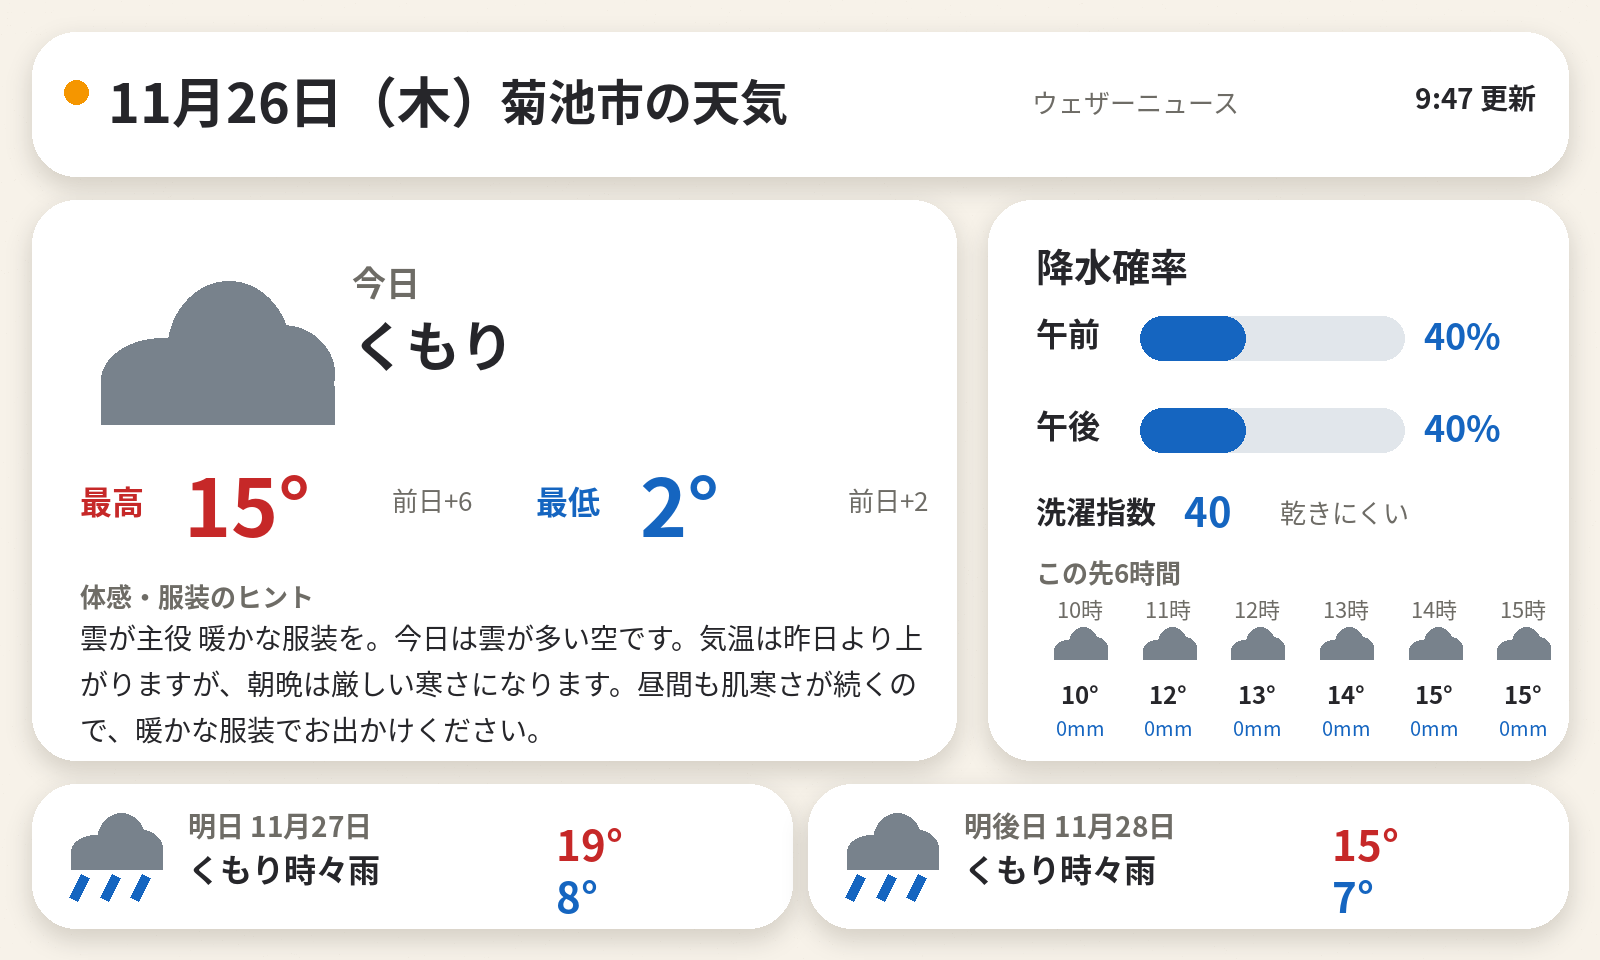 11月26日（木）菊池市の天気
ウェザーニュース
9:47 更新
今日
くもり
最高 15° 前日+6 最低 2° 前日+2
体感・服装のヒント
雲が主役 暖かな服装を。今日は雲が多い空です。気温は昨日より上
がりますが、朝晩は厳しい寒さになります。昼間も肌寒さが続くの
で、暖かな服装でお出かけください。
降水確率
午前 40%
午後 40%
洗濯指数 40 乾きにくい
この先6時間
10時 11時 12時 13時 14時 15時
10° 12° 13° 14° 15° 15°
0mm 0mm 0mm 0mm 0mm 0mm
明日 11月27日
くもり時々雨
19°
8°
明後日 11月28日
くもり時々雨
15°
7°